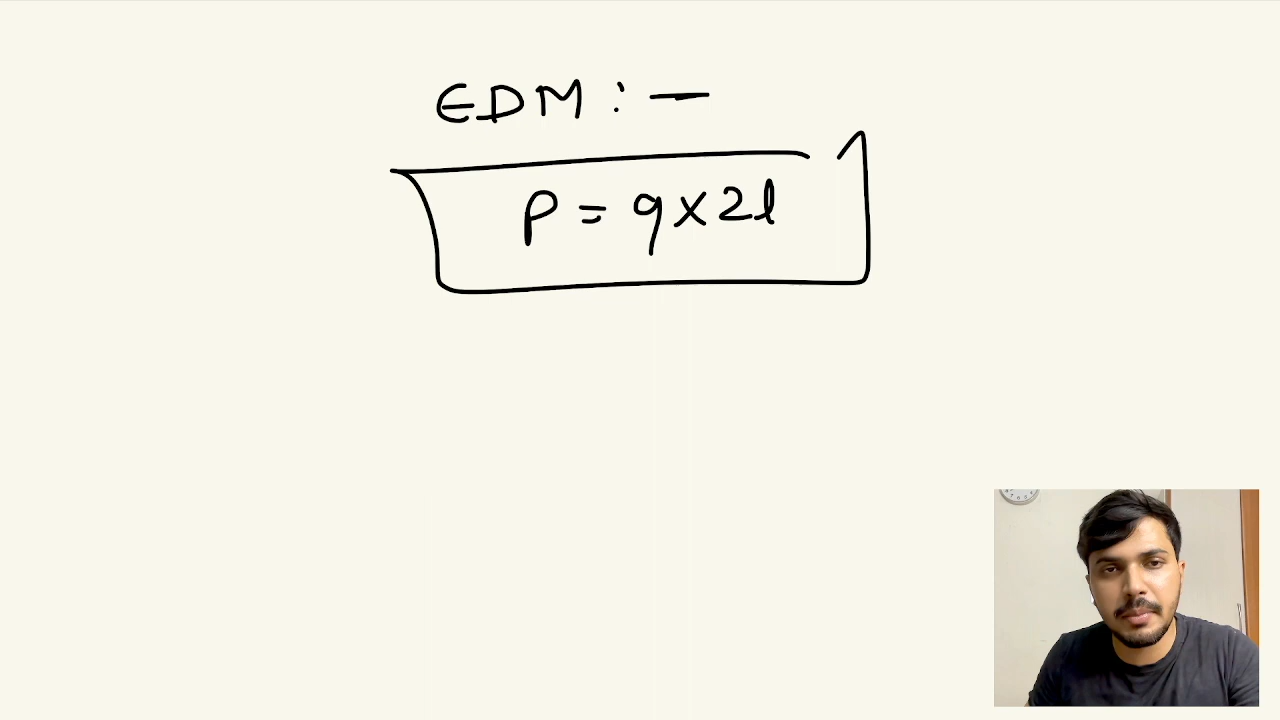 EDM : —
P = q x 2l